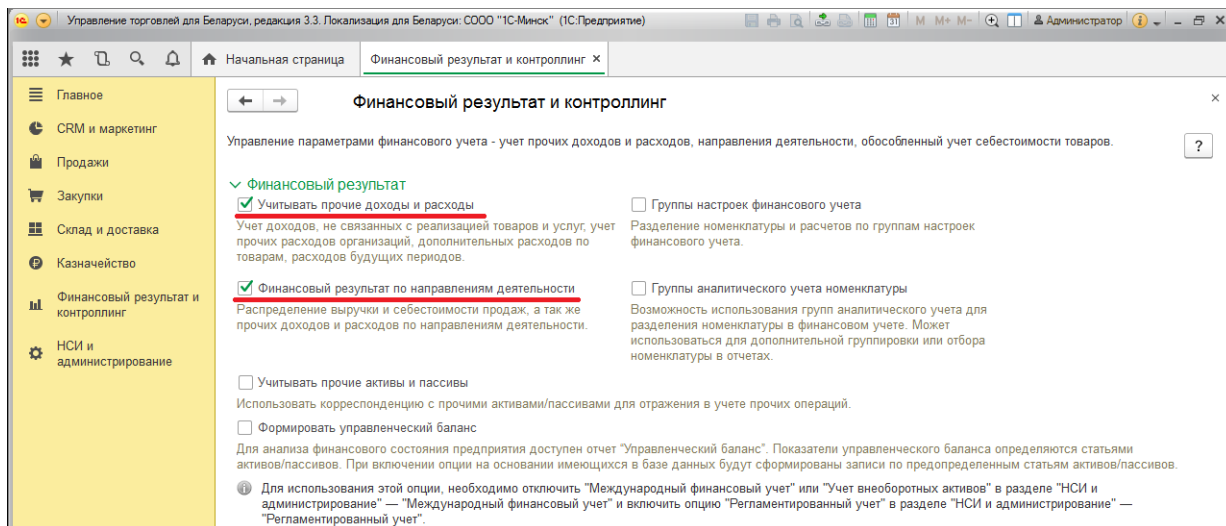 1С Управление торговлей для Беларуси, редакция 3.3. Локализация для Беларуси: СООО "1С-Минск" (1С:Предприятие) 31 M M+ M- Администратор
Начальная страница Финансовый результат и контроллинг ×
Главное
CRM и маркетинг
Продажи
Закупки
Склад и доставка
Казначейство
Финансовый результат и
контроллинг
НСИ и
администрирование
Финансовый результат и контроллинг
Управление параметрами финансового учета - учет прочих доходов и расходов, направления деятельности, обособленный учет себестоимости товаров. ?
Финансовый результат
Учитывать прочие доходы и расходы
Учет доходов, не связанных с реализацией товаров и услуг, учет
прочих расходов организаций, дополнительных расходов по
товарам, расходов будущих периодов.
Группы настроек финансового учета
Разделение номенклатуры и расчетов по группам настроек
финансового учета.
Финансовый результат по направлениям деятельности
Распределение выручки и себестоимости продаж, а так же
прочих доходов и расходов по направлениям деятельности.
Группы аналитического учета номенклатуры
Возможность использования групп аналитического учета для
разделения номенклатуры в финансовом учете. Может
использоваться для дополнительной группировки или отбора
номенклатуры в отчетах.
Учитывать прочие активы и пассивы
Использовать корреспонденцию с прочими активами/пассивами для отражения в учете прочих операций.
Формировать управленческий баланс
Для анализа финансового состояния предприятия доступен отчет "Управленческий баланс". Показатели управленческого баланса определяются статьями
активов/пассивов. При включении опции на основании имеющихся в базе данных будут сформированы записи по предопределенным статьям активов/пассивов.
Для использования этой опции, необходимо отключить "Международный финансовый учет" или "Учет внеоборотных активов" в разделе "НСИ и
администрирование" — "Международный финансовый учет" и включить опцию "Регламентированный учет" в разделе "НСИ и администрирование" —
"Регламентированный учет".